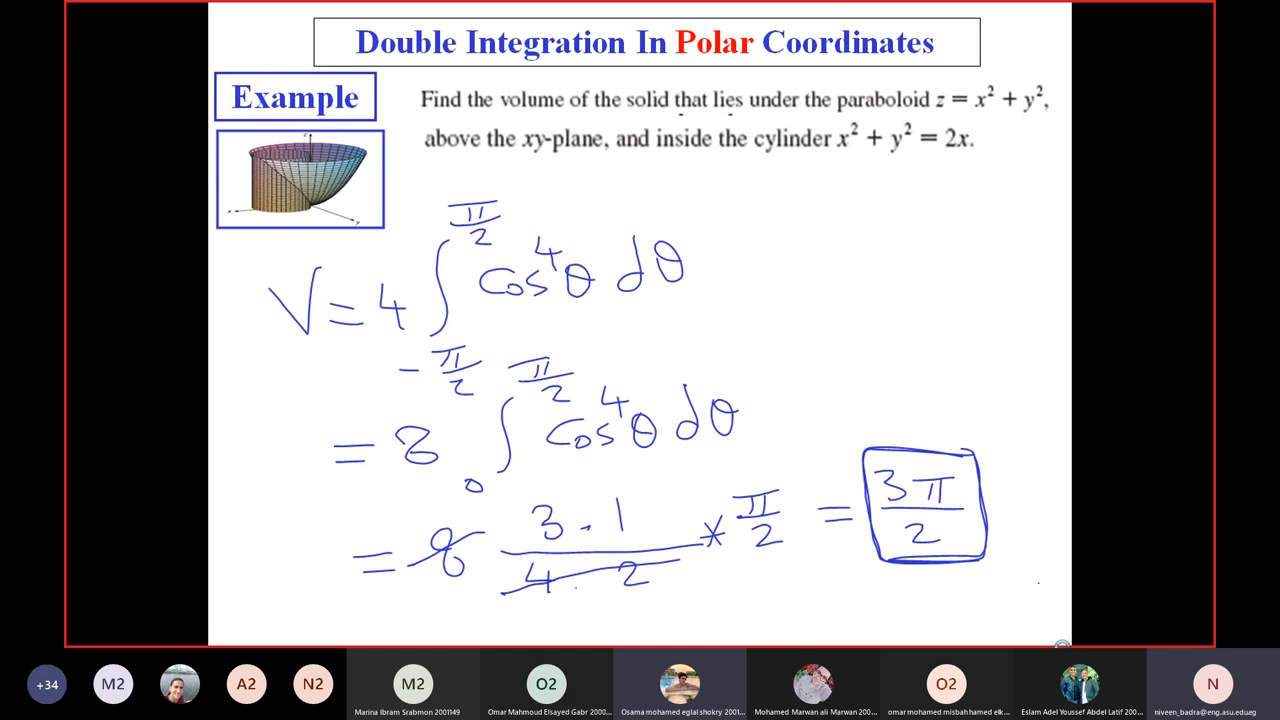 Double Integration In Polar Coordinates
Example
Find the volume of the solid that lies under the paraboloid z = x² + y²,
above the xy-plane, and inside the cylinder x² + y² = 2x.
V = 4 ∫_{-π/2}^{π/2} cos⁴θ dθ
= 8 ∫_0^{π/2} cos⁴θ dθ
= 8 (3·1)/(4 2) * π/2 = 3π/2
+34
M2
A2
N2
M2
O2
O2
N
Marina Ibram Srabmon 2001149
Omar Mahmoud Elsayed Gabr 2000...
Osama mohamed eglal shokry 2001...
Mohamed Marwan ali Marwan 200...
omar mohamed misbah hamed elk...
Eslam Adel Youssef Abdel Latif 200...
niveen_badra@eng.asu.edueg